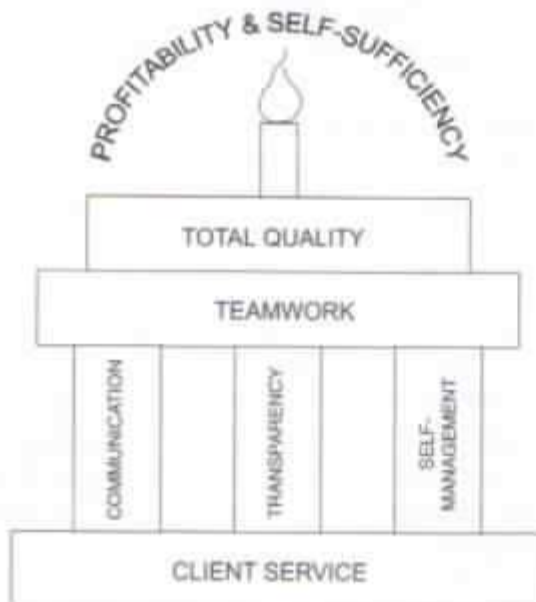 PROFITABILITY & SELF-SUFFICIENCY
TOTAL QUALITY
TEAMWORK
COMMUNICATION
TRANSPARENCY
SELF-
MANAGEMENT
CLIENT SERVICE